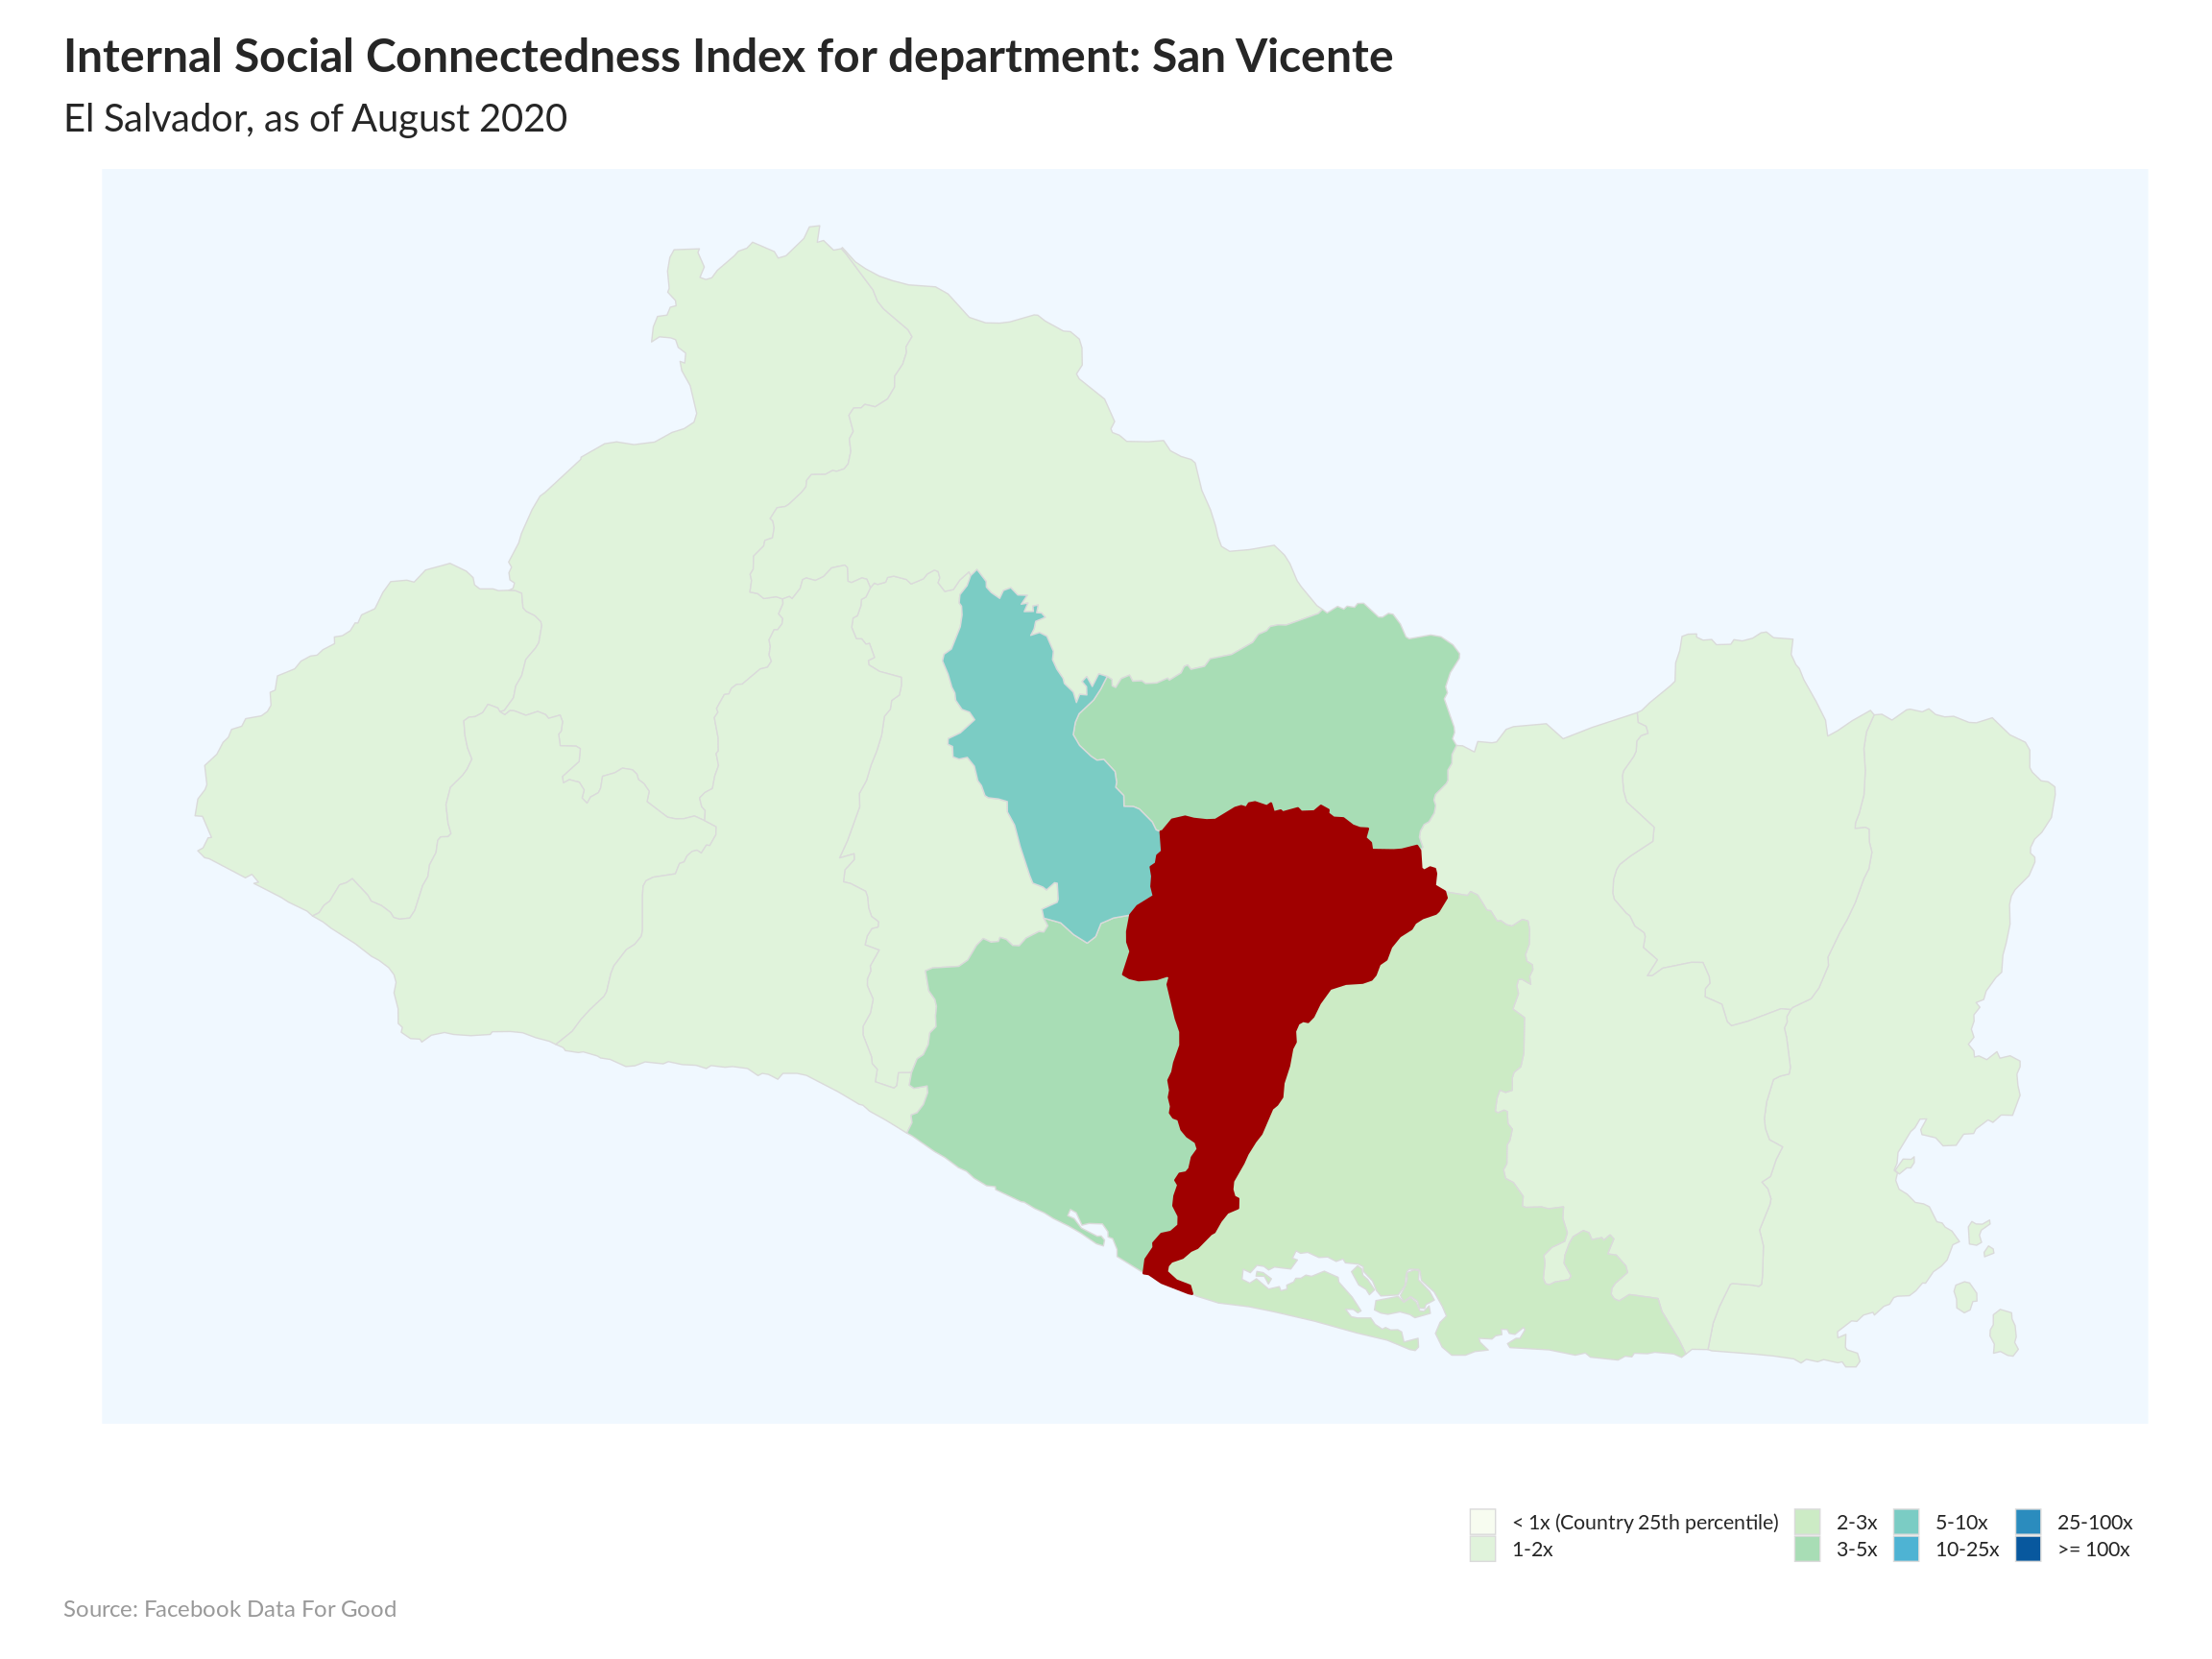 Internal Social Connectedness Index for department: San Vicente
El Salvador, as of August 2020
< 1x (Country 25th percentile)
1-2x
2-3x
3-5x
5-10x
10-25x
25-100x
>= 100x
Source: Facebook Data For Good